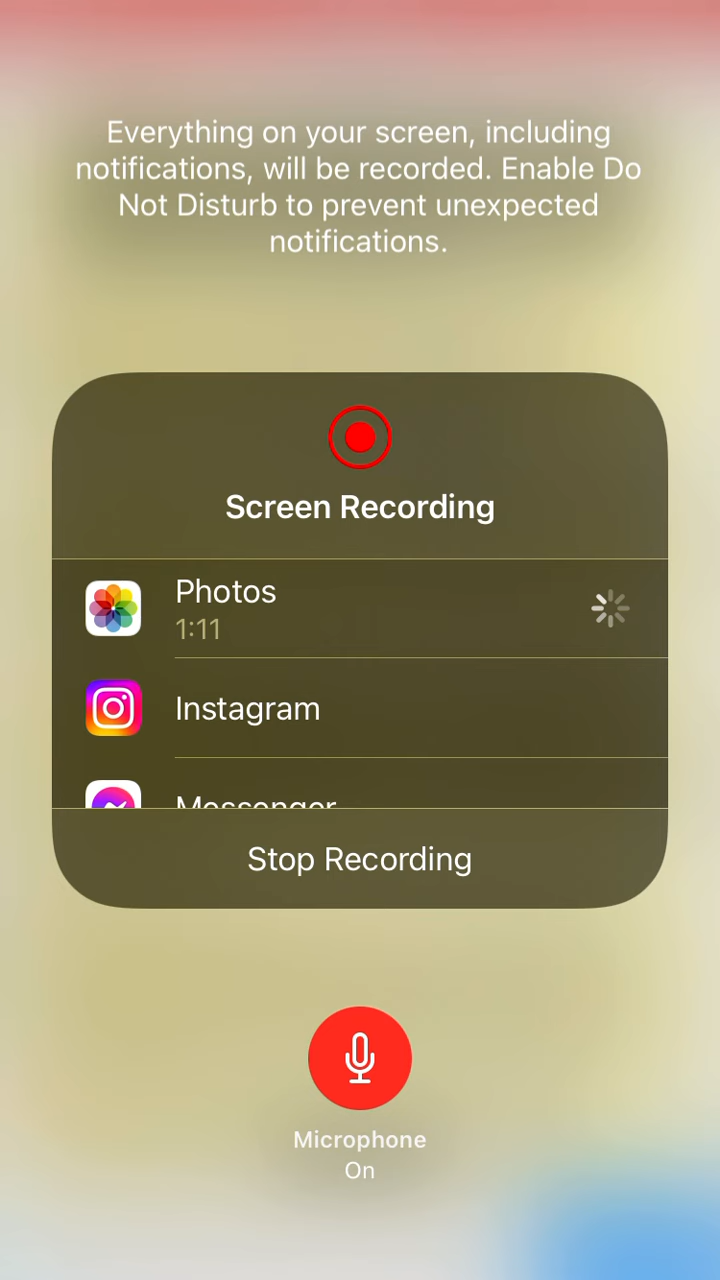 Everything on your screen, including
notifications, will be recorded. Enable Do
Not Disturb to prevent unexpected
notifications.
Screen Recording
Photos
1:11
Instagram
Messenger
Stop Recording
Microphone
On